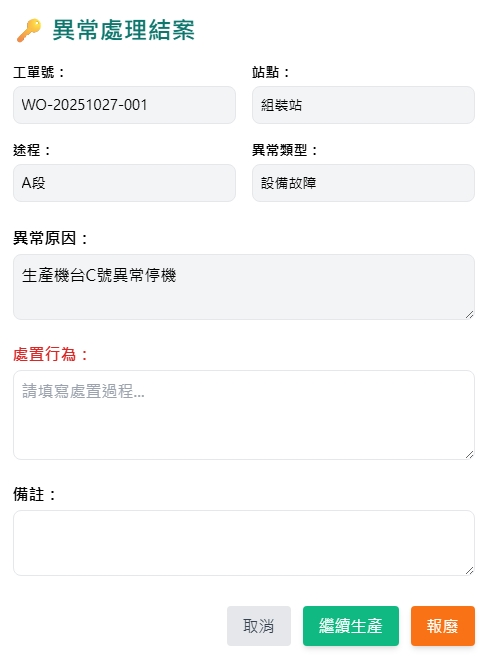 🔑 異常處理結案
工單號：
站點：
WO-20251027-001
組裝站
途程：
異常類型：
A段
設備故障
異常原因：
生產機台C號異常停機
處置行為：
請填寫處置過程...
備註：
取消
繼續生產
報廢